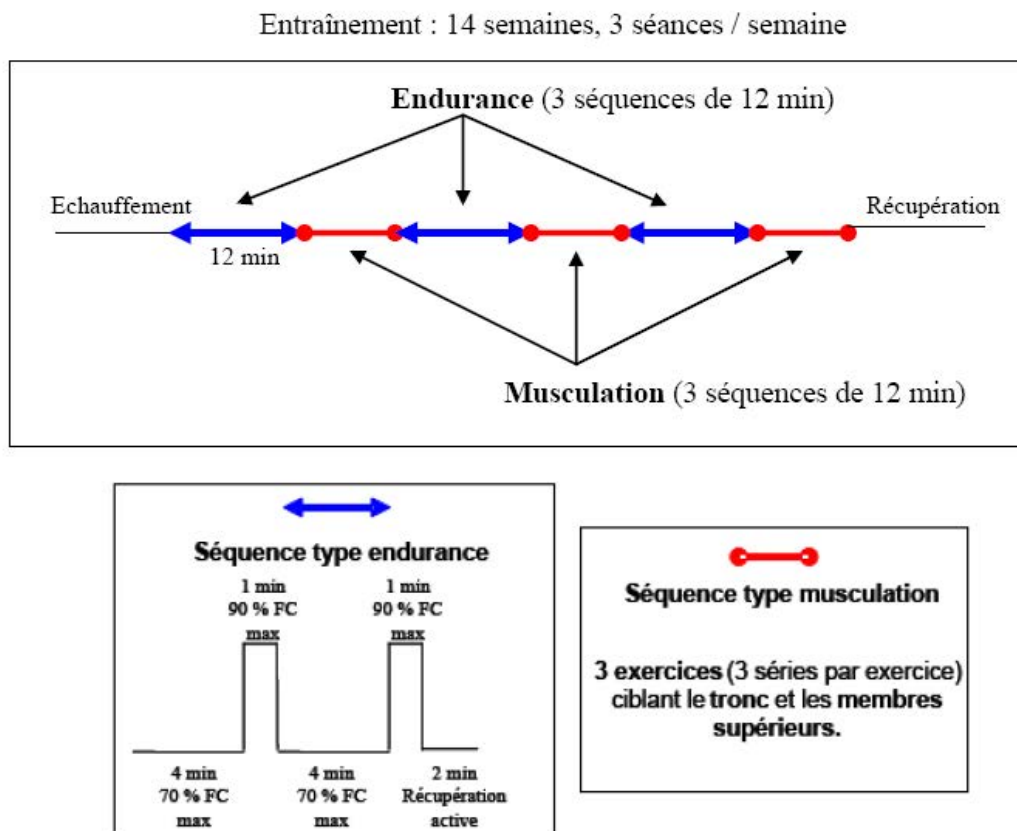 Entraînement : 14 semaines, 3 séances / semaine
Endurance (3 séquences de 12 min)
Echauffement
Récupération
12 min
Musculation (3 séquences de 12 min)
Séquence type endurance
1 min
90 % FC
max
1 min
90 % FC
max
4 min
70 % FC
max
4 min
70 % FC
max
2 min
Récupération
active
Séquence type musculation
3 exercices (3 séries par exercice)
ciblant le tronc et les membres
supérieurs.